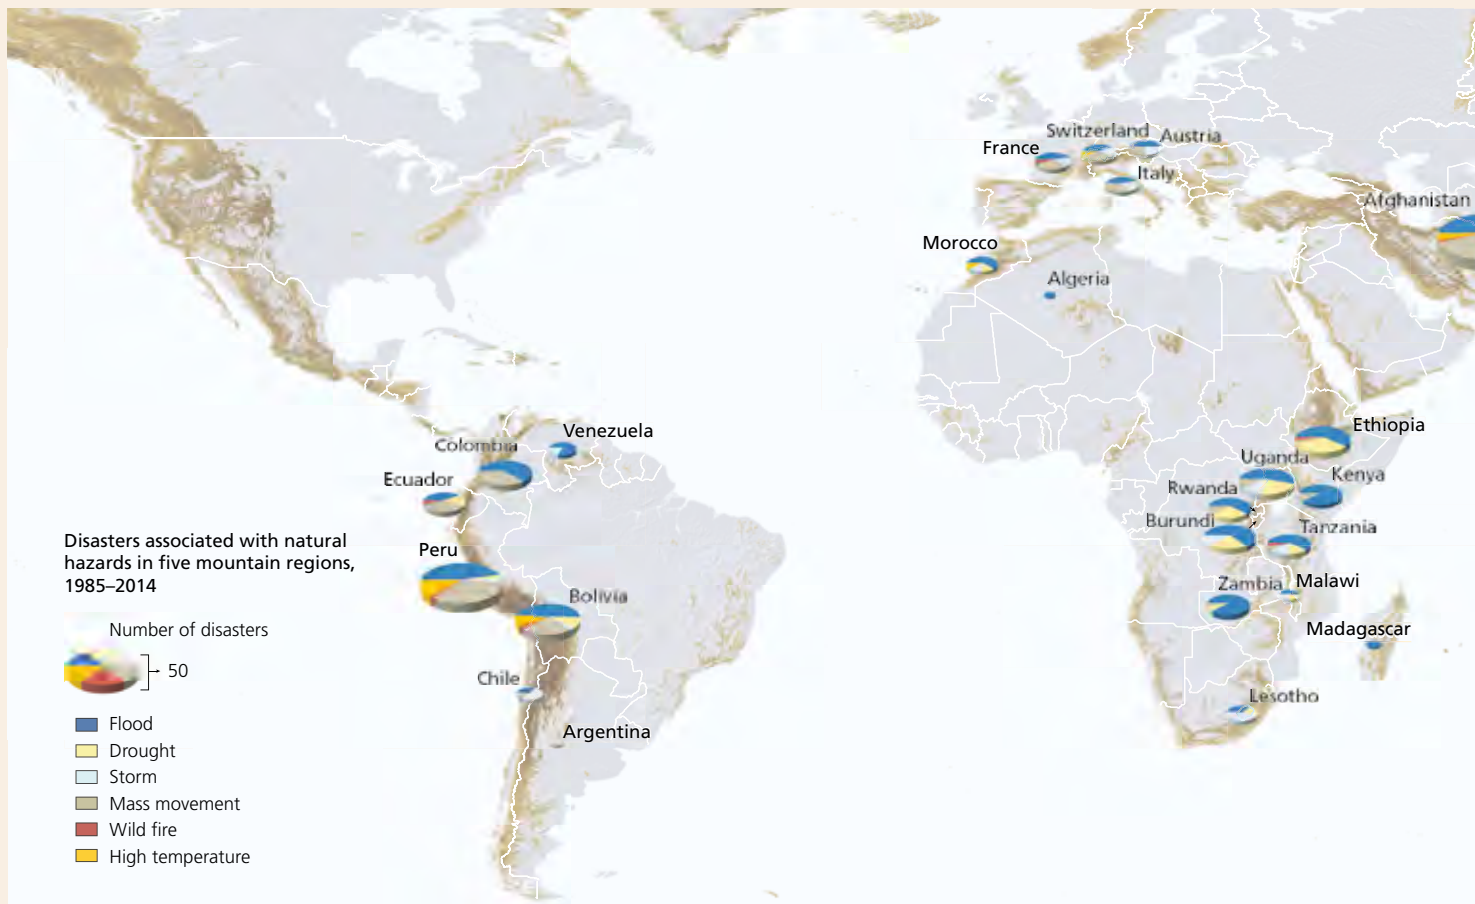 Switzerland
Austria
France
Italy
Afghanistan
Morocco
Algeria
Venezuela
Colombia
Ethiopia
Ecuador
Uganda
Kenya
Rwanda
Burundi
Tanzania
Disasters associated with natural
hazards in five mountain regions,
1985–2014
Peru
Bolivia
Zambia
Malawi
Madagascar
Number of disasters
50
Chile
Lesotho
Argentina
Flood
Drought
Storm
Mass movement
Wild fire
High temperature